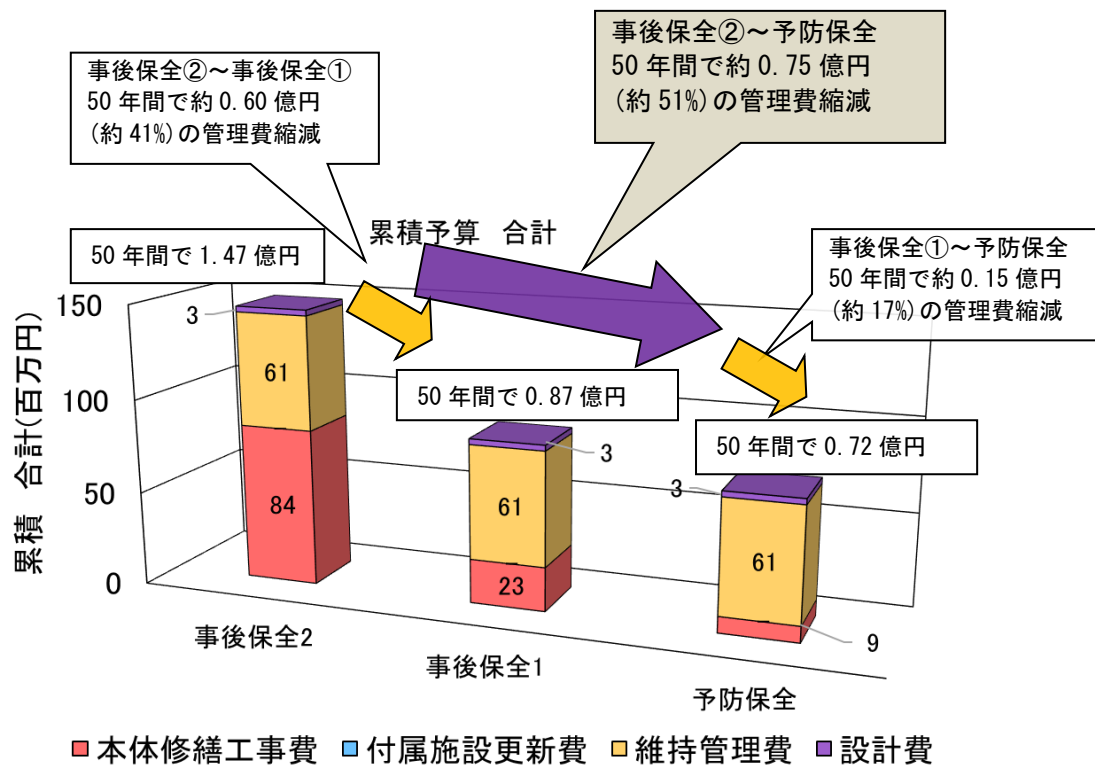 事後保全②～事後保全①
50 年間で約 0.60 億円
(約 41%)の管理費縮減
事後保全②～予防保全
50 年間で約 0.75 億円
(約 51%)の管理費縮減
事後保全①～予防保全
50 年間で約 0.15 億円
(約 17%)の管理費縮減
累積予算 合計
50 年間で 1.47 億円
50 年間で 0.87 億円
50 年間で 0.72 億円
累積 合計(百万円)
150
100
50
0
3
61
84
3
61
23
3
61
9
事後保全2
事後保全1
予防保全
本体修繕工事費
付属施設更新費
維持管理費
設計費